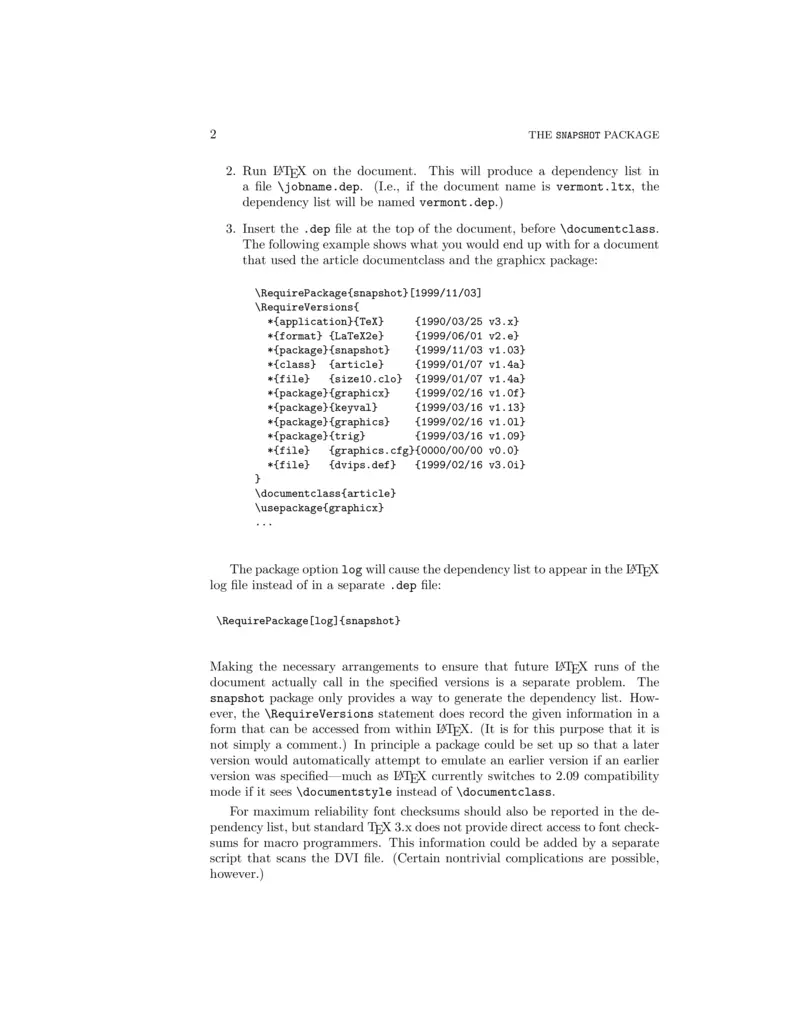 2 THE SNAPSHOT PACKAGE
2. Run LATEX on the document. This will produce a dependency list in
a file \jobname.dep. (I.e., if the document name is vermont.ltx, the
dependency list will be named vermont.dep.)
3. Insert the .dep file at the top of the document, before \documentclass.
The following example shows what you would end up with for a document
that used the article documentclass and the graphicx package:
\RequirePackage{snapshot}[1999/11/03]
\RequireVersions{
*{application}{TeX} {1990/03/25 v3.x}
*{format} {LaTeX2e} {1999/06/01 v2.e}
*{package}{snapshot} {1999/11/03 v1.03}
*{class} {article} {1999/01/07 v1.4a}
*{file} {size10.clo} {1999/01/07 v1.4a}
*{package}{graphicx} {1999/02/16 v1.0f}
*{package}{keyval} {1999/03/16 v1.13}
*{package}{graphics} {1999/02/16 v1.0l}
*{package}{trig} {1999/03/16 v1.09}
*{file} {graphics.cfg}{0000/00/00 v0.0}
*{file} {dvips.def} {1999/02/16 v3.0i}
}
\documentclass{article}
\usepackage{graphicx}
...
The package option log will cause the dependency list to appear in the LATEX
log file instead of in a separate .dep file:
\RequirePackage[log]{snapshot}
Making the necessary arrangements to ensure that future LATEX runs of the
document actually call in the specified versions is a separate problem. The
snapshot package only provides a way to generate the dependency list. How-
ever, the \RequireVersions statement does record the given information in a
form that can be accessed from within LATEX. (It is for this purpose that it is
not simply a comment.) In principle a package could be set up so that a later
version would automatically attempt to emulate an earlier version if an earlier
version was specified—much as LATEX currently switches to 2.09 compatibility
mode if it sees \documentstyle instead of \documentclass.
For maximum reliability font checksums should also be reported in the de-
pendency list, but standard TEX 3.x does not provide direct access to font check-
sums for macro programmers. This information could be added by a separate
script that scans the DVI file. (Certain nontrivial complications are possible,
however.)